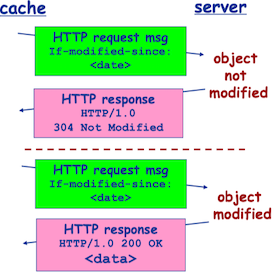 cache server
HTTP request msg
If-modified-since:
<date>
object
not
modified
HTTP response
HTTP/1.0
304 Not Modified
HTTP request msg
If-modified-since:
<date>
object
modified
HTTP response
HTTP/1.0 200 OK
<data>